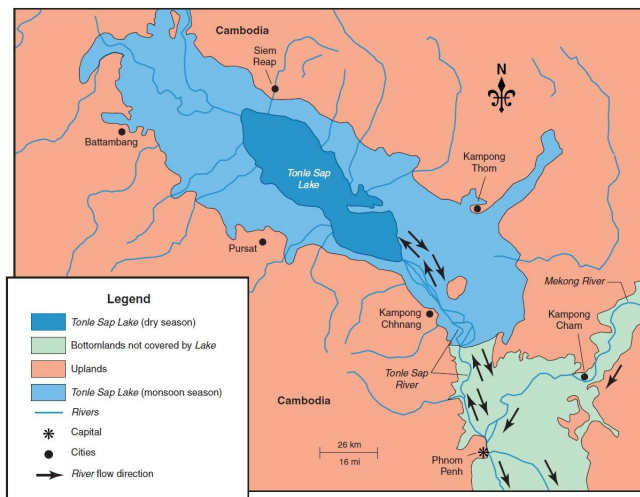 Cambodia
Siem
Reap
N
Battambang
Tonle Sap
Lake
Kampong
Thom
Pursat
Mekong River
Kampong
Chhnang
Kampong
Cham
Tonle Sap
River
Cambodia
26 km
16 mi
Phnom
Penh
Legend
Tonle Sap Lake (dry season)
Bottomlands not covered by Lake
Uplands
Tonle Sap Lake (monsoon season)
Rivers
Capital
Cities
River flow direction